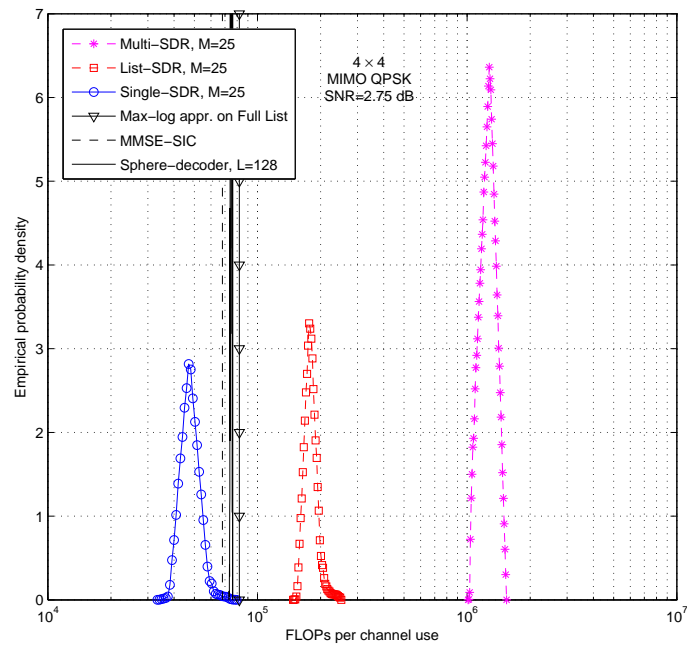 Multi−SDR, M=25
List−SDR, M=25
Single−SDR, M=25
Max−log appr. on Full List
MMSE−SIC
Sphere−decoder, L=128
4 × 4
MIMO QPSK
SNR=2.75 dB
Empirical probability density
7
6
5
4
3
2
1
0
10^4
10^5
10^6
10^7
FLOPs per channel use